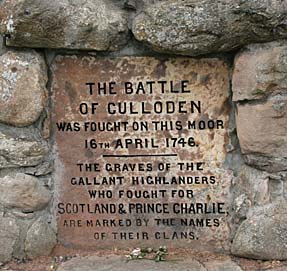 THE BATTLE
OF CULLODEN
WAS FOUGHT ON THIS MOOR
16TH APRIL 1746.
THE GRAVES OF THE
GALLANT HIGHLANDERS
WHO FOUGHT FOR
SCOTLAND & PRINCE CHARLIE,
ARE MARKED BY THE NAMES
OF THEIR CLANS.